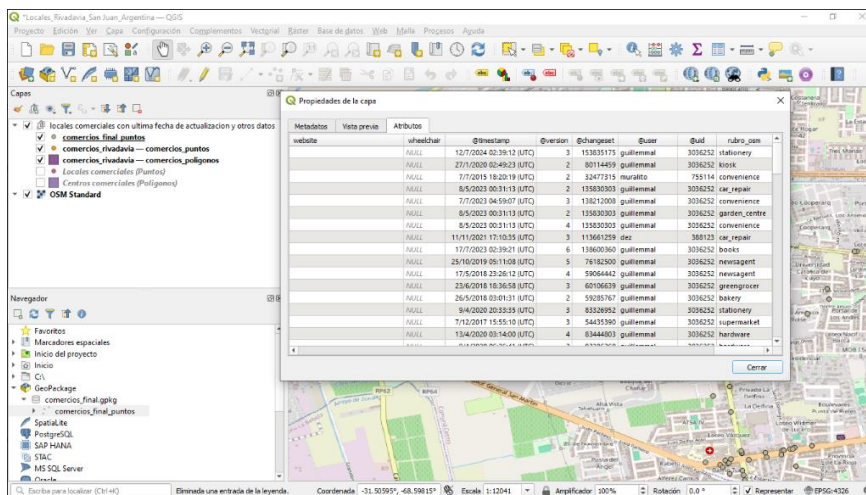 *Locales_Rivadavia_San Juan_Argentina — QGIS
Proyecto Edición Ver Capa Configuración Complementos Vectorial Ráster Base de datos Web Malla Procesos Ayuda
Capas
locales comerciales con ultima fecha de actualizacion y otros datos
comercios_final_puntos
comercios_rivadavia — comercios_puntos
comercios_rivadavia — comercios_poligonos
Locales comerciales (Puntos)
Centros comerciales (Poligonos)
OSM Standard
Navegador
Favoritos
Marcadores espaciales
Inicio del proyecto
Inicio
C:\
GeoPackage
comercios_final.gpkg
comercios_final_puntos
SpatiaLite
PostgreSQL
SAP HANA
STAC
MS SQL Server
Oracle
Propiedades de la capa
Metadatos Vista previa Atributos
website wheelchair @timestamp @version @changeset @user @uid rubro_osm
NULL 12/7/2024 02:39:12 (UTC) 3 153835175 guillemmal 3036252 stationery
NULL 27/1/2020 02:49:23 (UTC) 2 80114459 guillemmal 3036252 kiosk
NULL 7/7/2015 18:20:19 (UTC) 2 32477315 muralito 755114 convenience
NULL 8/5/2023 00:31:13 (UTC) 2 135830303 guillemmal 3036252 car_repair
NULL 7/7/2023 04:59:07 (UTC) 3 138212008 guillemmal 3036252 convenience
NULL 8/5/2023 00:31:13 (UTC) 2 135830303 guillemmal 3036252 garden_centre
NULL 8/5/2023 00:31:13 (UTC) 4 135830303 guillemmal 3036252 convenience
NULL 11/11/2021 17:10:35 (UTC) 3 113661259 dez 388123 car_repair
NULL 17/7/2023 02:39:21 (UTC) 6 138600360 guillemmal 3036252 books
NULL 25/10/2019 05:11:08 (UTC) 5 76182500 guillemmal 3036252 newsagent
NULL 17/5/2018 23:26:12 (UTC) 4 59064442 guillemmal 3036252 newsagent
NULL 23/6/2018 18:36:58 (UTC) 3 60106639 guillemmal 3036252 greengrocer
NULL 26/5/2018 03:01:31 (UTC) 2 59285767 guillemmal 3036252 bakery
NULL 9/4/2020 20:33:35 (UTC) 3 83326952 guillemmal 3036252 stationery
NULL 7/12/2017 15:55:10 (UTC) 3 54435390 guillemmal 3036252 supermarket
NULL 13/4/2020 03:14:00 (UTC) 4 83444803 guillemmal 3036252 hardware
Cerrar
RP63 RP64
General San Martín
Alfa Vista
La Delfina
Escriba para localizar (Ctrl+K) Eliminada una entrada de la leyenda. Coordenada -31.50595°, -68.59815° Escala 1:12041 Amplificador 100% Rotación 0.0 ° Representar EPSG:4326